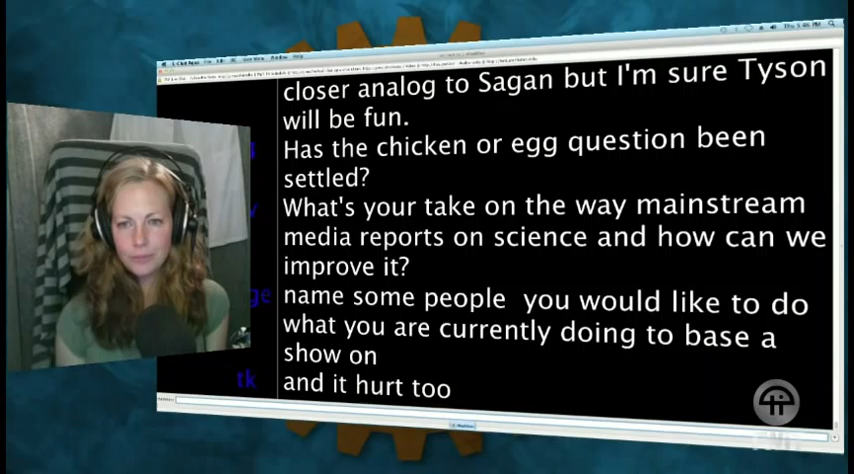 closer analog to Sagan but I'm sure Tyson
will be fun.
Has the chicken or egg question been
settled?
What's your take on the way mainstream
media reports on science and how can we
improve it?
ge name some people you would like to do
what you are currently doing to base a
show on
tk and it hurt too